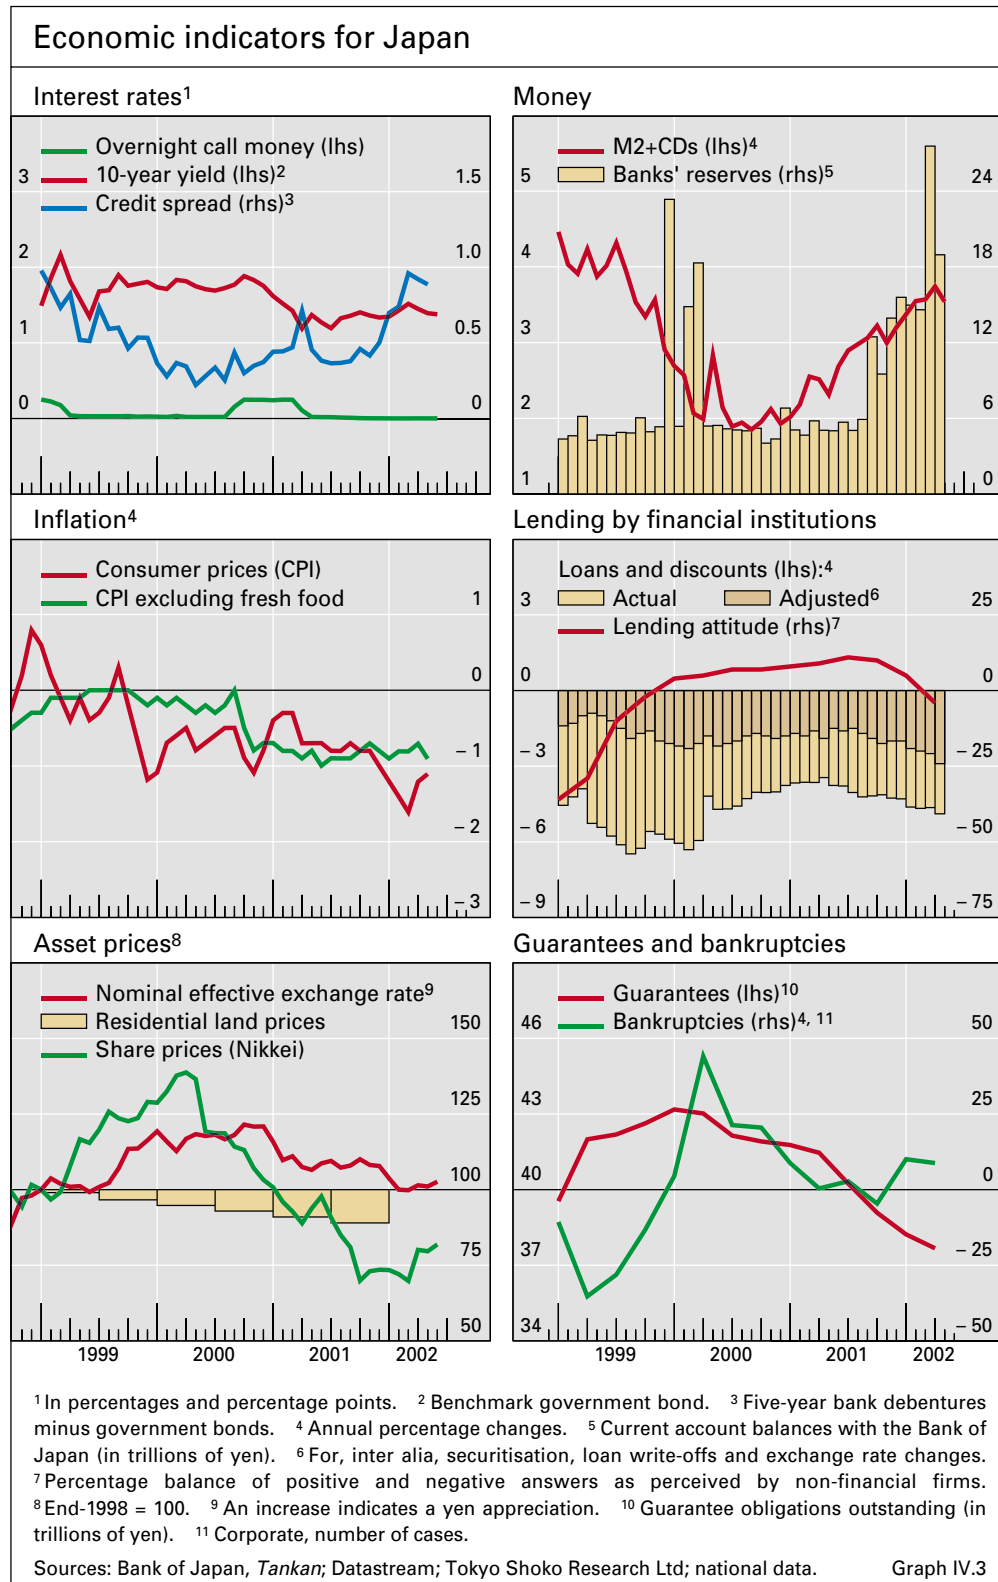 Economic indicators for Japan
Interest rates¹
Overnight call money (lhs)
10-year yield (lhs)²
Credit spread (rhs)³
3
2
1
0
1.5
1.0
0.5
0
Money
M2+CDs (lhs)⁴
Banks' reserves (rhs)⁵
5
4
3
2
1
24
18
12
6
0
Inflation⁴
Consumer prices (CPI)
CPI excluding fresh food
1
0
– 1
– 2
– 3
Lending by financial institutions
Loans and discounts (lhs):⁴
Actual Adjusted⁶
Lending attitude (rhs)⁷
3
0
– 3
– 6
– 9
25
0
– 25
– 50
– 75
Asset prices⁸
Nominal effective exchange rate⁹
Residential land prices
Share prices (Nikkei)
150
125
100
75
50
1999 2000 2001 2002
Guarantees and bankruptcies
Guarantees (lhs)¹⁰
Bankruptcies (rhs)⁴, ¹¹
46
43
40
37
34
50
25
0
– 25
– 50
1999 2000 2001 2002
¹ In percentages and percentage points. ² Benchmark government bond. ³ Five-year bank debentures
minus government bonds. ⁴ Annual percentage changes. ⁵ Current account balances with the Bank of
Japan (in trillions of yen). ⁶ For, inter alia, securitisation, loan write-offs and exchange rate changes.
⁷ Percentage balance of positive and negative answers as perceived by non-financial firms.
⁸ End-1998 = 100. ⁹ An increase indicates a yen appreciation. ¹⁰ Guarantee obligations outstanding (in
trillions of yen). ¹¹ Corporate, number of cases.
Sources: Bank of Japan, Tankan; Datastream; Tokyo Shoko Research Ltd; national data. Graph IV.3